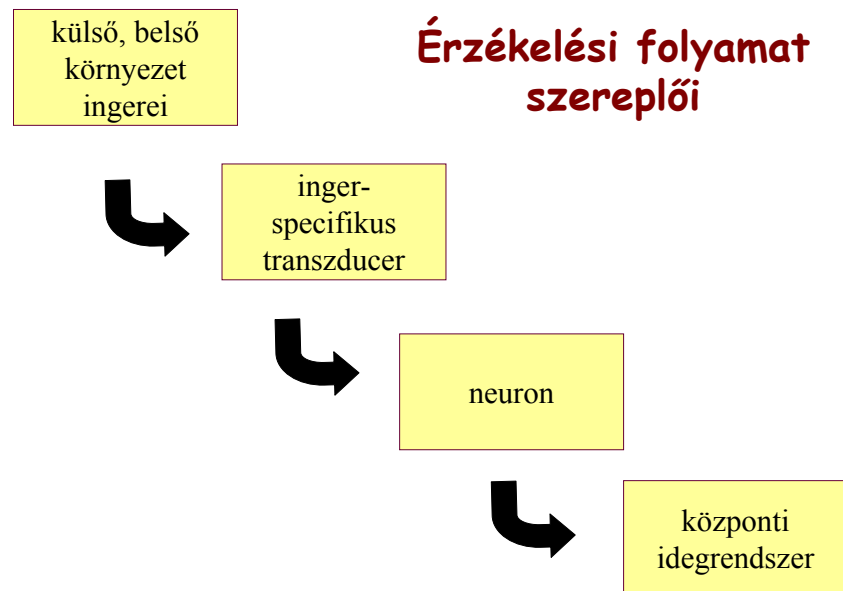 Érzékelési folyamat
szereplői
külső, belső
környezet
ingerei
inger-
specifikus
transzducer
neuron
központi
idegrendszer